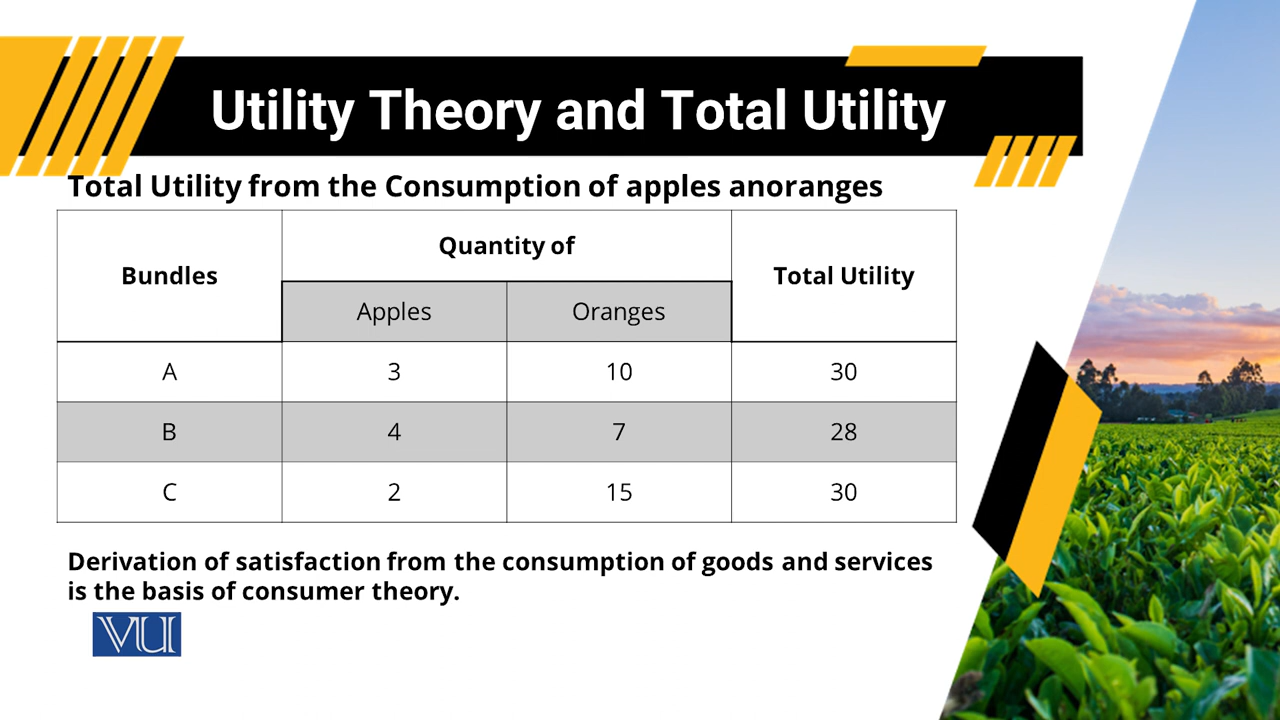 Utility Theory and Total Utility
Total Utility from the Consumption of apples anoranges
Bundles Quantity of Total Utility
Apples Oranges
A 3 10 30
B 4 7 28
C 2 15 30
Derivation of satisfaction from the consumption of goods and services
is the basis of consumer theory.
VU